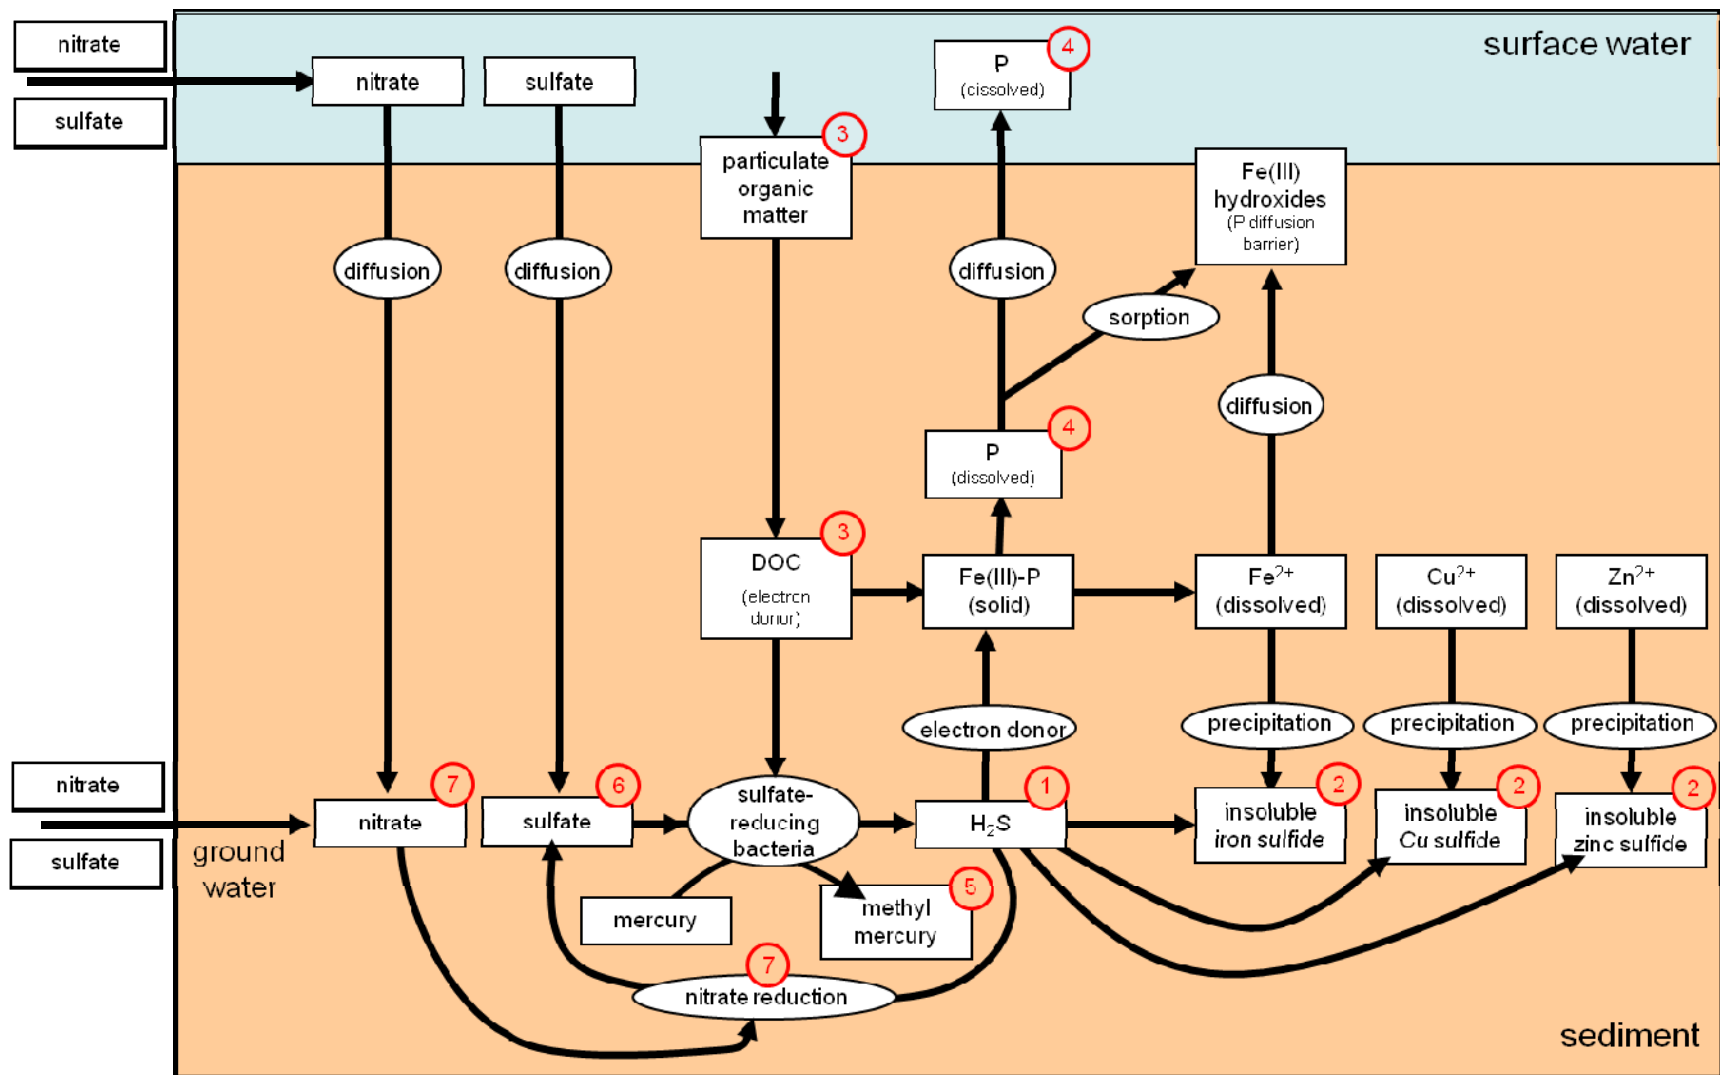 nitrate
sulfate
surface water
nitrate
sulfate
P
(cissolved)
4
particulate
organic
matter
3
Fe(III)
hydroxides
(P diffusion
barrier)
diffusion
diffusion
diffusion
sorption
diffusion
P
(dissolved)
4
DOC
(electron
donor)
3
Fe(III)-P
(solid)
Fe2+
(dissolved)
Cu2+
(dissolved)
Zn2+
(dissolved)
electron donor
precipitation
precipitation
precipitation
nitrate
sulfate
ground
water
nitrate
7
sulfate
6
sulfate-
reducing
bacteria
H2S
1
insoluble
iron sulfide
2
insoluble
Cu sulfide
2
insoluble
zinc sulfide
2
mercury
methyl
mercury
5
7
nitrate reduction
sediment